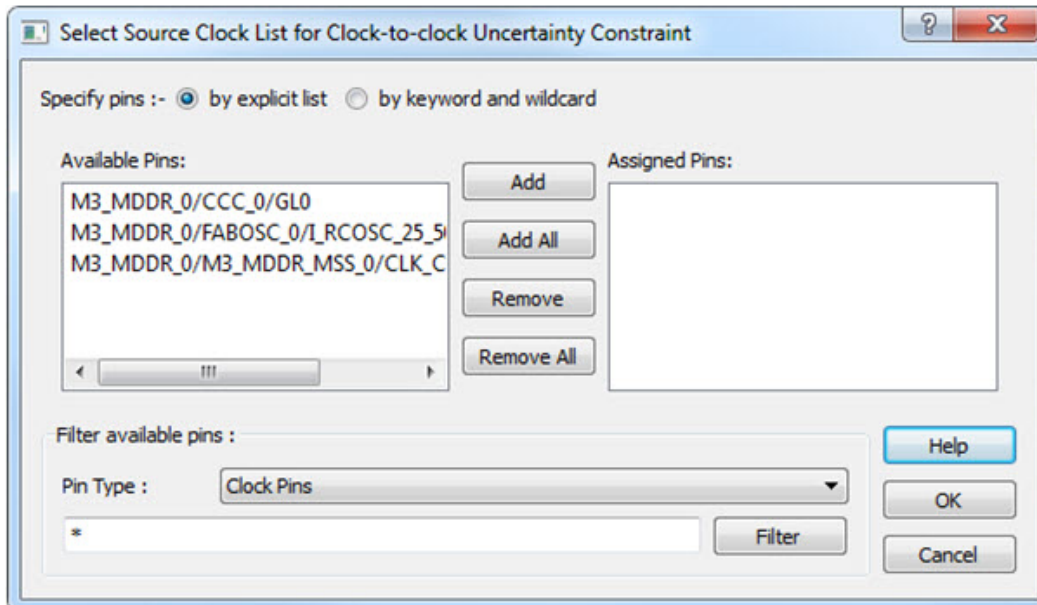 Select Source Clock List for Clock-to-clock Uncertainty Constraint
Specify pins :- by explicit list by keyword and wildcard
Available Pins:
Assigned Pins:
M3_MDDR_0/CCC_0/GL0
M3_MDDR_0/FABOSC_0/I_RCOSC_25_5
M3_MDDR_0/M3_MDDR_MSS_0/CLK_C
Add
Add All
Remove
Remove All
Filter available pins :
Pin Type : Clock Pins
*
Filter
Help
OK
Cancel